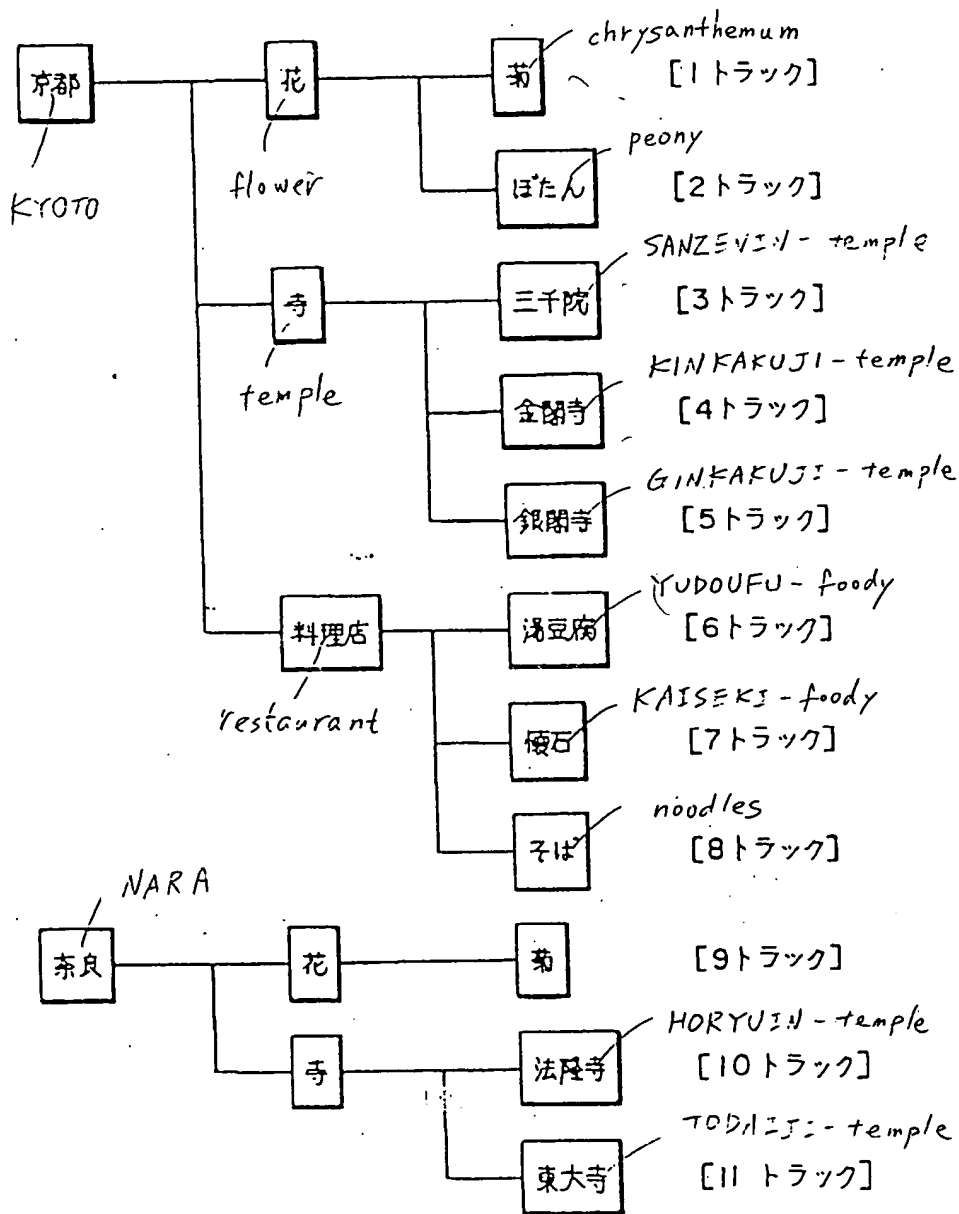 chrysanthemum
京都 花 菊 [1トラック]
peony
flower ぼたん [2トラック]
KYOTO
SANZENIN - temple
寺 三千院 [3トラック]
KINKAKUJI - temple
temple 金閣寺 [4トラック]
GINKAKUJI - temple
銀閣寺 [5トラック]
YUDOUFU - foody
料理店 湯豆腐 [6トラック]
KAISEKI - foody
restaurant 懐石 [7トラック]
noodles
そば [8トラック]
NARA
奈良 花 菊 [9トラック]
HORYUIN - temple
寺 法隆寺 [10トラック]
TODAIJI - temple
東大寺 [11トラック]